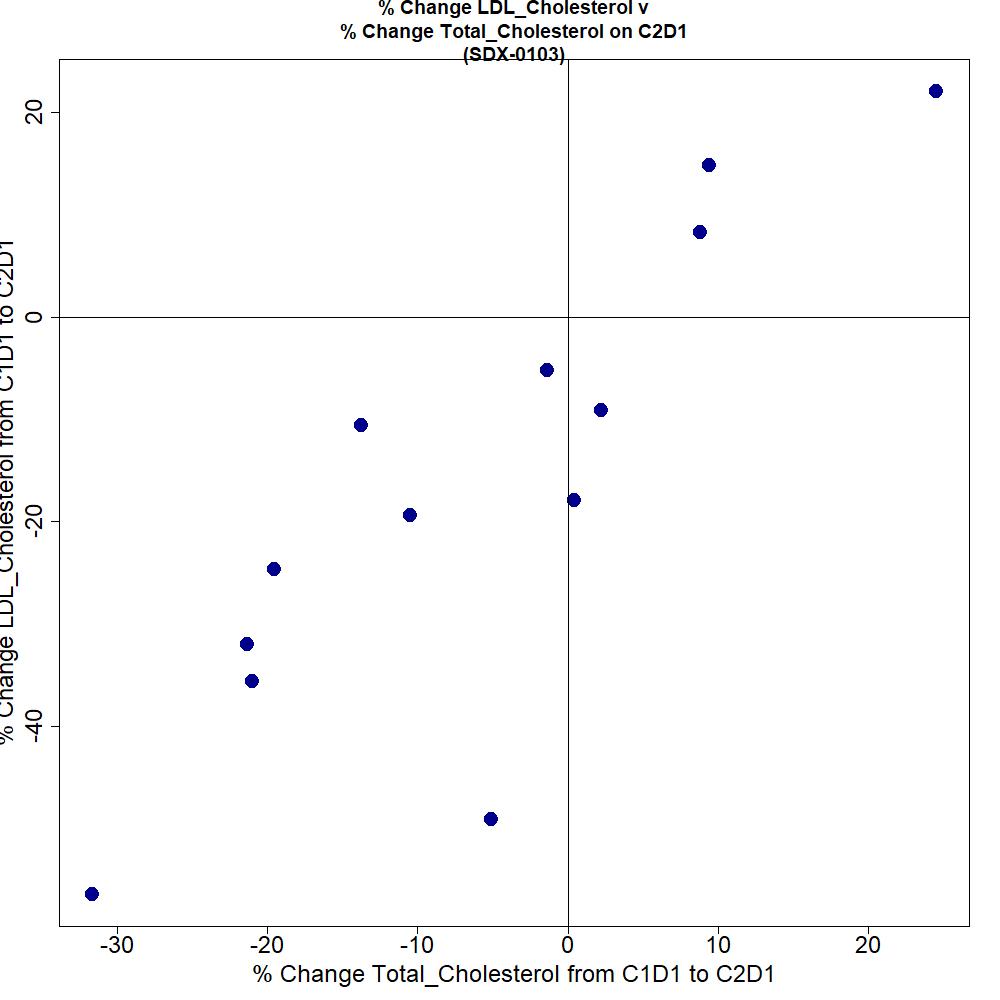 % Change LDL_Cholesterol v
% Change Total_Cholesterol on C2D1
(SDX-0103)
% Change LDL_Cholesterol from C1D1 to C2D1
20
0
-20
-40
-30
-20
-10
0
10
20
% Change Total_Cholesterol from C1D1 to C2D1